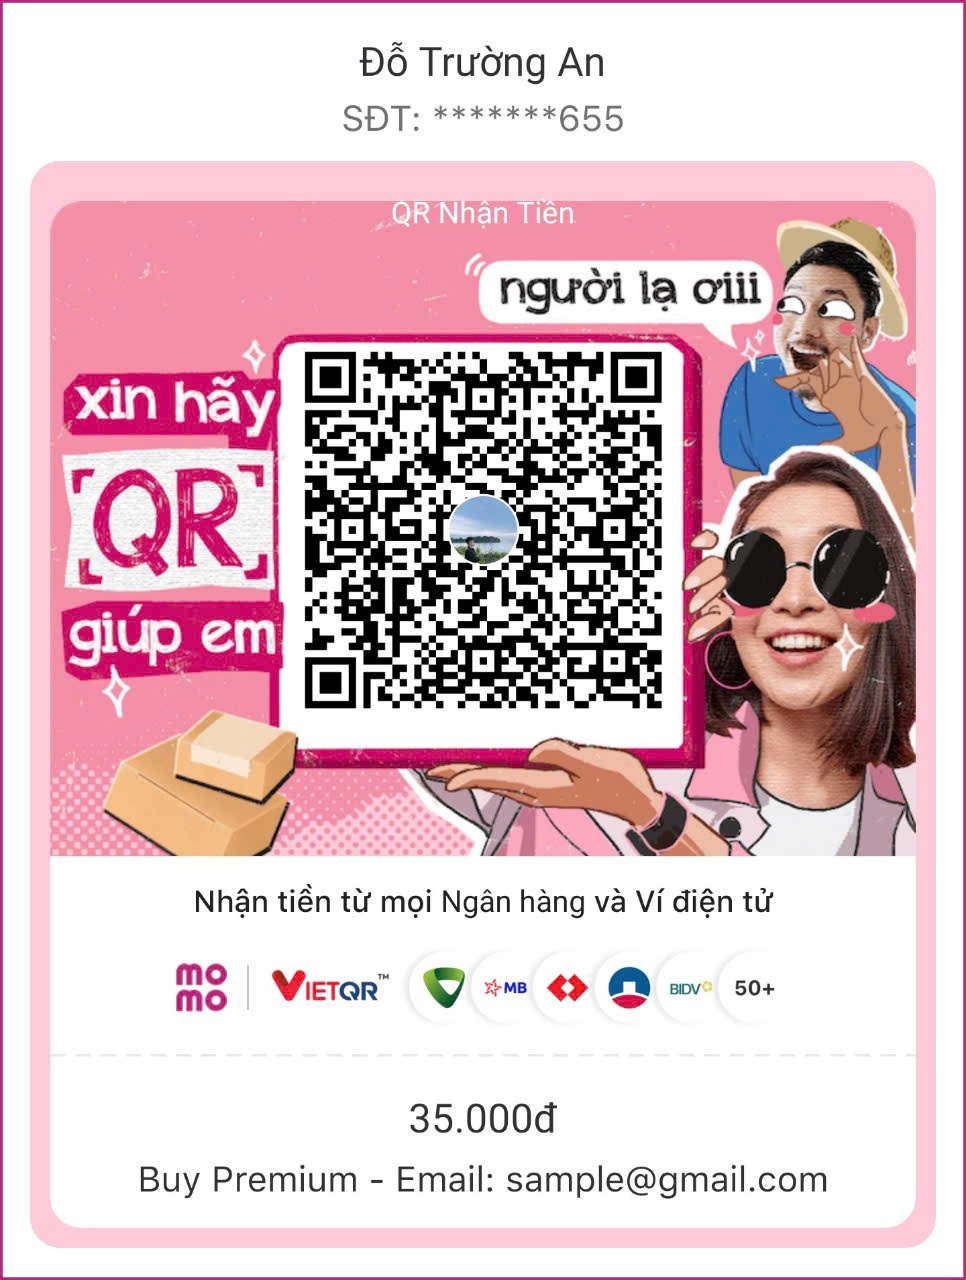 Đỗ Trường An
SĐT: *******655
QR Nhận Tiền
người lạ ơiii
xin hãy
QR
giúp em
Nhận tiền từ mọi Ngân hàng và Ví điện tử
mo
mo
VIETQR™
MB
BIDV
50+
35.000đ
Buy Premium - Email: sample@gmail.com